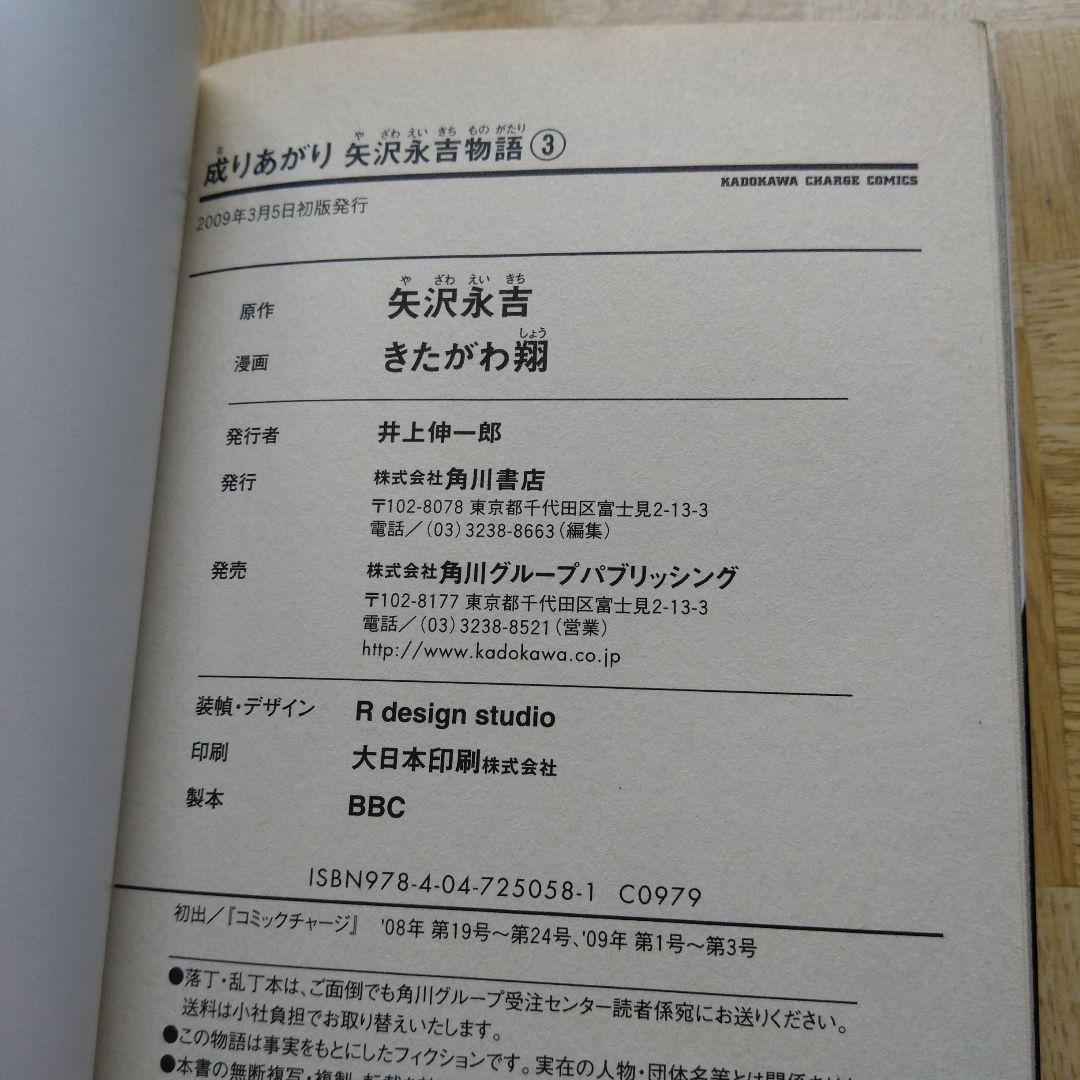 成りあがり 矢沢永吉物語③
KADOKAWA CHARGE COMICS
2009年3月5日初版発行
原作 矢沢永吉
漫画 きたがわ翔
発行者 井上伸一郎
発行 株式会社角川書店
〒102-8078 東京都千代田区富士見2-13-3
電話/(03)3238-8663(編集)
発売 株式会社角川グループパブリッシング
〒102-8177 東京都千代田区富士見2-13-3
電話/(03)3238-8521(営業)
http://www.kadokawa.co.jp
装幀・デザイン R design studio
印刷 大日本印刷株式会社
製本 BBC
ISBN978-4-04-725058-1 C0979
初出/『コミックチャージ』 '08年 第19号〜第24号、'09年 第1号〜第3号
●落丁・乱丁本は、ご面倒でも角川グループ受注センター読者係宛にお送りください。
送料は小社負担でお取り替えいたします。
●この物語は事実をもとにしたフィクションです。実在の人物・団体名等とは関係
●本書の無断複写・複製・転載を